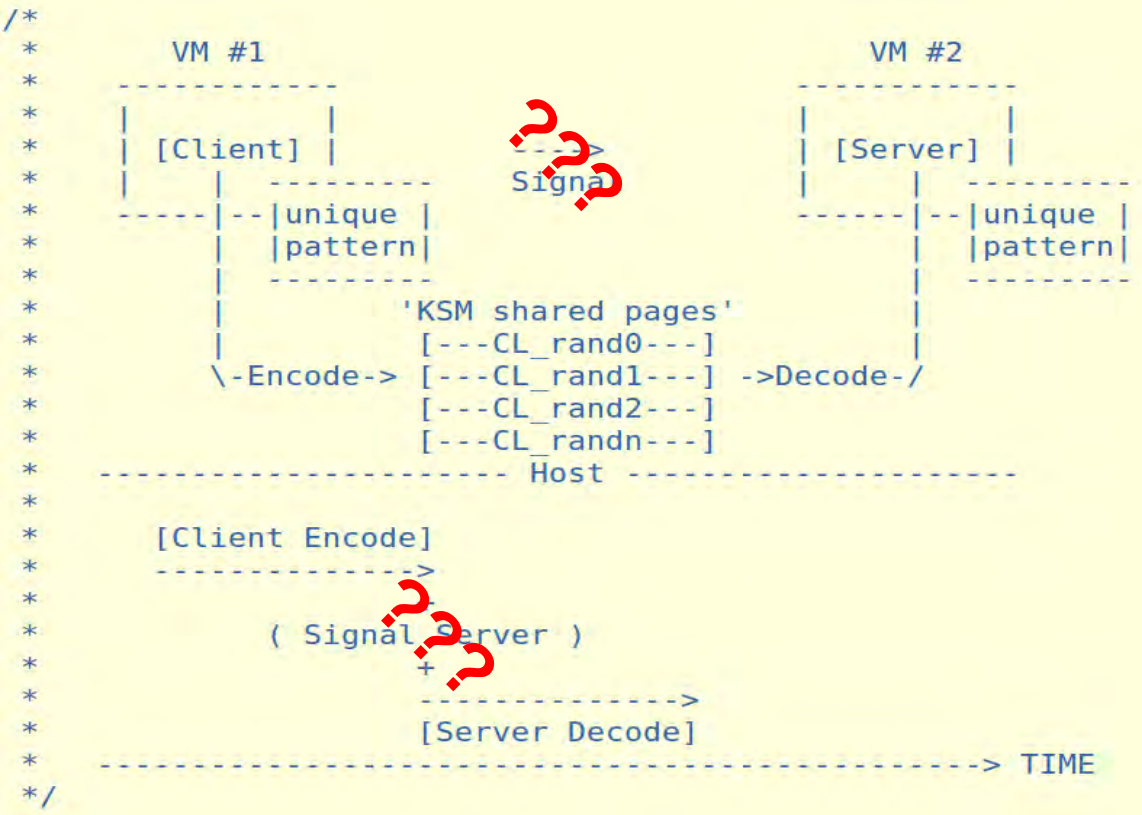 /*
* VM #1 VM #2
* ------------ ------------
* | | | |
* | [Client] | -----> | [Server] |
* | | --------- Signal | | ---------
* -----|--|unique | ------|--|unique |
* | |pattern| | |pattern|
* | --------- | ---------
* | 'KSM shared pages' |
* | [---CL_rand0---] |
* \-Encode-> [---CL_rand1---] ->Decode-/
* [---CL_rand2---]
* [---CL_randn---]
* ----------------------- Host ----------------------
*
* [Client Encode]
* -------------->
* +
* ( Signal Server )
* +
* -------------->
* [Server Decode]
* ------------------------------------------------> TIME
*/
???
???